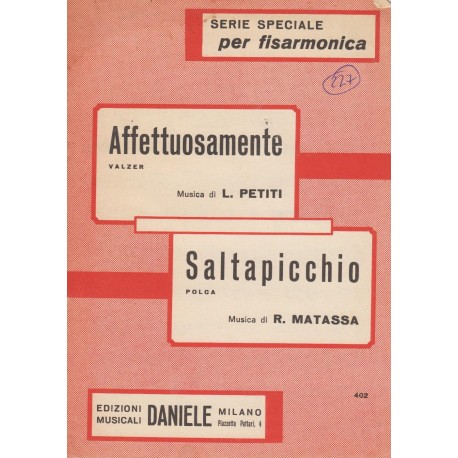 SERIE SPECIALE
per fisarmonica
227
Affettuosamente
VALZER
Musica di L. PETITI
Saltapicchio
POLCA
Musica di R. MATASSA
402
EDIZIONI MUSICALI DANIELE MILANO
Piazzetta Pattari, 4